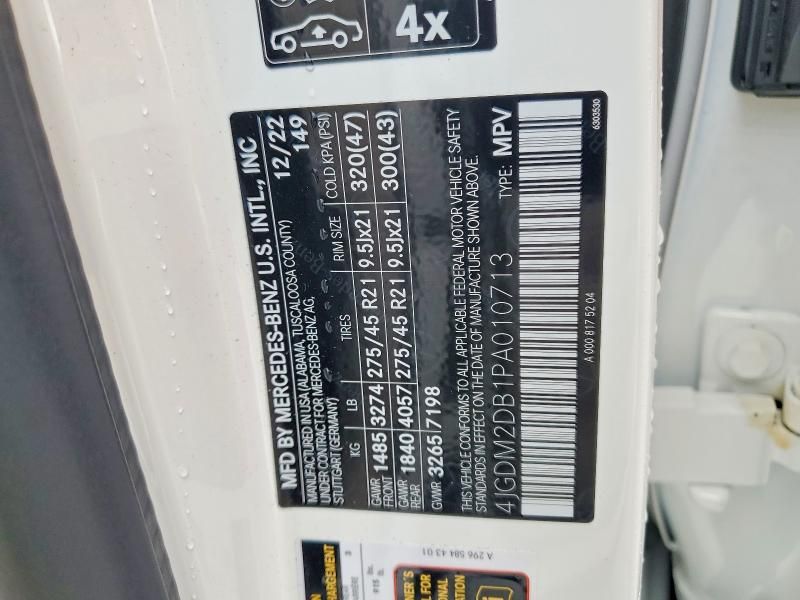 4x
MFD BY MERCEDES-BENZ U.S. INTL., INC
MANUFACTURED IN USA (ALABAMA, TUSCALOOSA COUNTY) 12/22
UNDER CONTRACT FOR MERCEDES-BENZ AG, 149
STUTTGART (GERMANY)
KG LB TIRES RIM SIZE COLD KPA (PSI)
GAWR FRONT 1485 3274 275/45 R21 9.5Jx21 320(47)
GAWR REAR 1840 4057 275/45 R21 9.5Jx21 300(43)
GVWR 3265 7198
THIS VEHICLE CONFORMS TO ALL APPLICABLE FEDERAL MOTOR VEHICLE SAFETY
STANDARDS IN EFFECT ON THE DATE OF MANUFACTURE SHOWN ABOVE.
4JGDM2DB1PA010713 TYPE: MPV
A 000 817 52 04
6303530
A 296 584 43 01
3
915 lbs.